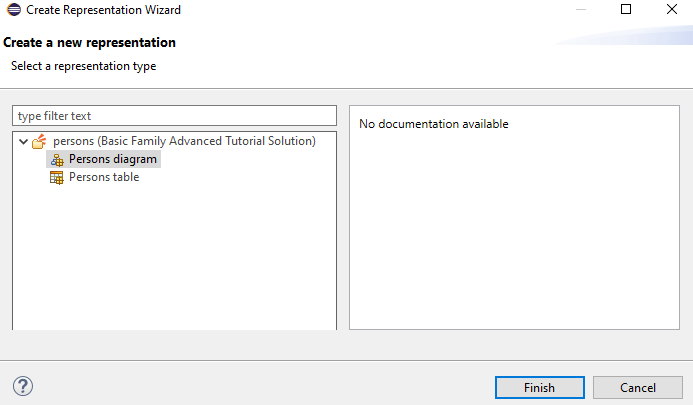 Create Representation Wizard
Create a new representation
Select a representation type
type filter text
No documentation available
persons (Basic Family Advanced Tutorial Solution)
Persons diagram
Persons table
?
Finish
Cancel